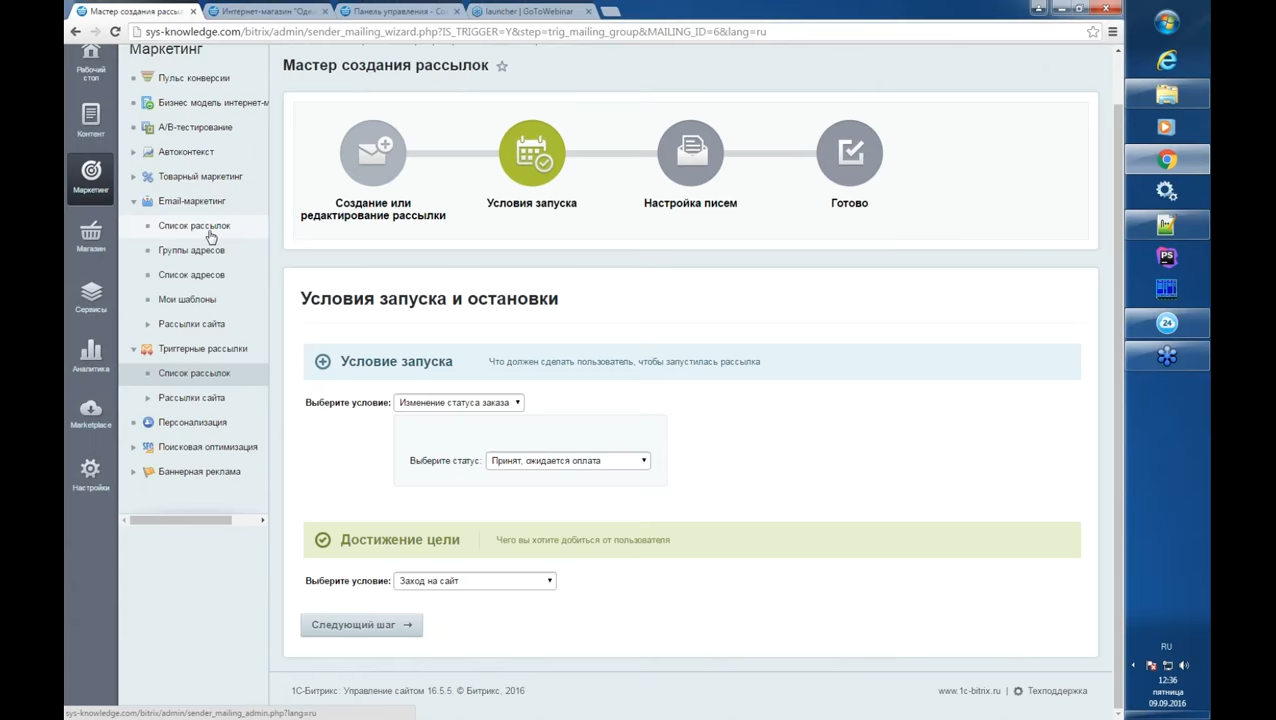 Мастер создания рассыл
Интернет-магазин "Оде
Панель управления - Co
launcher | GoToWebinar
sys-knowledge.com/bitrix/admin/sender_mailing_wizard.php?IS_TRIGGER=Y&step=trig_mailing_group&MAILING_ID=6&lang=ru
Рабочий
стол
Контент
Маркетинг
Магазин
Сервисы
Аналитика
Marketplace
Настройки
Маркетинг
Пульс конверсии
Бизнес модель интернет-м
A/B-тестирование
Автоконтекст
Товарный маркетинг
Email-маркетинг
Список рассылок
Группы адресов
Список адресов
Мои шаблоны
Рассылки сайта
Триггерные рассылки
Список рассылок
Рассылки сайта
Персонализация
Поисковая оптимизация
Баннерная реклама
Мастер создания рассылок
Создание или
редактирование рассылки
Условия запуска
Настройка писем
Готово
Условия запуска и остановки
Условие запуска
Что должен сделать пользователь, чтобы запустилась рассылка
Выберите условие: Изменение статуса заказа
Выберите статус: Принят, ожидается оплата
Достижение цели
Чего вы хотите добиться от пользователя
Выберите условие: Заход на сайт
Следующий шаг →
1С-Битрикс: Управление сайтом 16.5.5. © Битрикс, 2016
www.1c-bitrix.ru
Техподдержка
sys-knowledge.com/bitrix/admin/sender_mailing_admin.php?lang=ru
PS
24
RU
12:36
пятница
09.09.2016